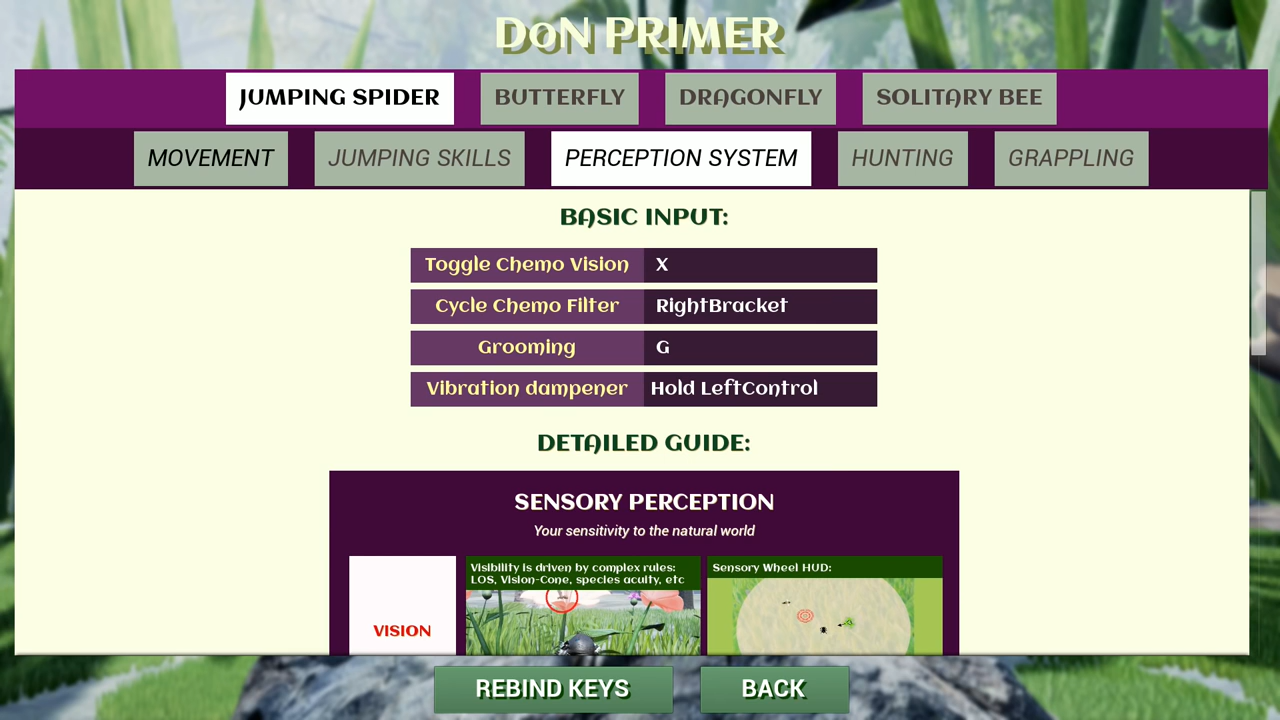 DoN PRIMER
JUMPING SPIDER
BUTTERFLY
DRAGONFLY
SOLITARY BEE
MOVEMENT
JUMPING SKILLS
PERCEPTION SYSTEM
HUNTING
GRAPPLING
BASIC INPUT:
Toggle Chemo Vision X
Cycle Chemo Filter RightBracket
Grooming G
Vibration dampener Hold LeftControl
DETAILED GUIDE:
SENSORY PERCEPTION
Your sensitivity to the natural world
VISION
Visibility is driven by complex rules:
LOS, Vision-Cone, species acuity, etc
Sensory Wheel HUD:
REBIND KEYS
BACK